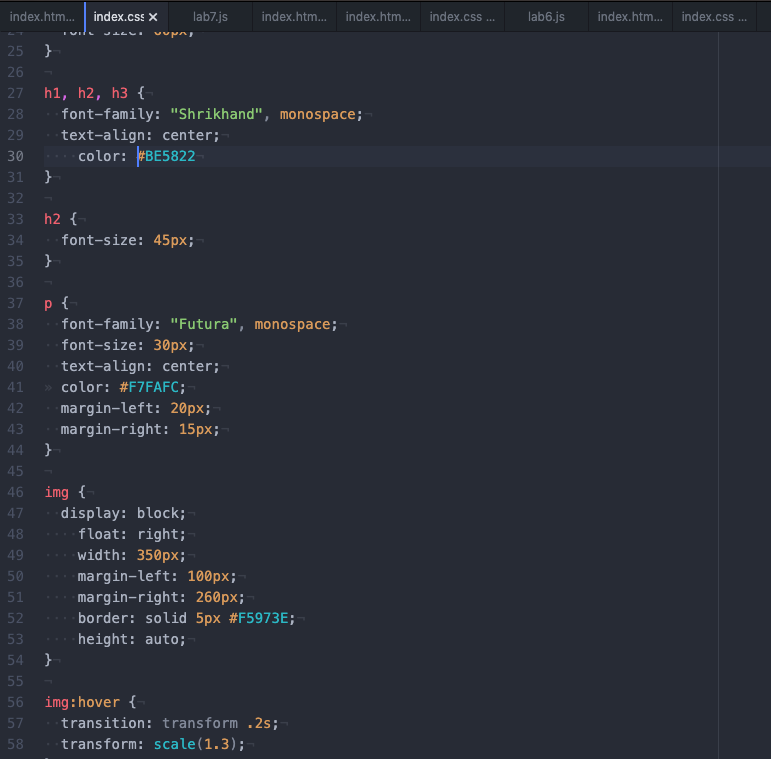 index.htm...
index.css
lab7.js
index.htm...
index.htm...
index.css ...
lab6.js
index.htm...
index.css ...
24 font-size: 60px;
25 }
26
27 h1, h2, h3 {
28 font-family: "Shrikhand", monospace;
29 text-align: center;
30 color: #BE5822
31 }
32
33 h2 {
34 font-size: 45px;
35 }
36
37 p {
38 font-family: "Futura", monospace;
39 font-size: 30px;
40 text-align: center;
41 color: #F7FAFC;
42 margin-left: 20px;
43 margin-right: 15px;
44 }
45
46 img {
47 display: block;
48 float: right;
49 width: 350px;
50 margin-left: 100px;
51 margin-right: 260px;
52 border: solid 5px #F5973E;
53 height: auto;
54 }
55
56 img:hover {
57 transition: transform .2s;
58 transform: scale(1.3);